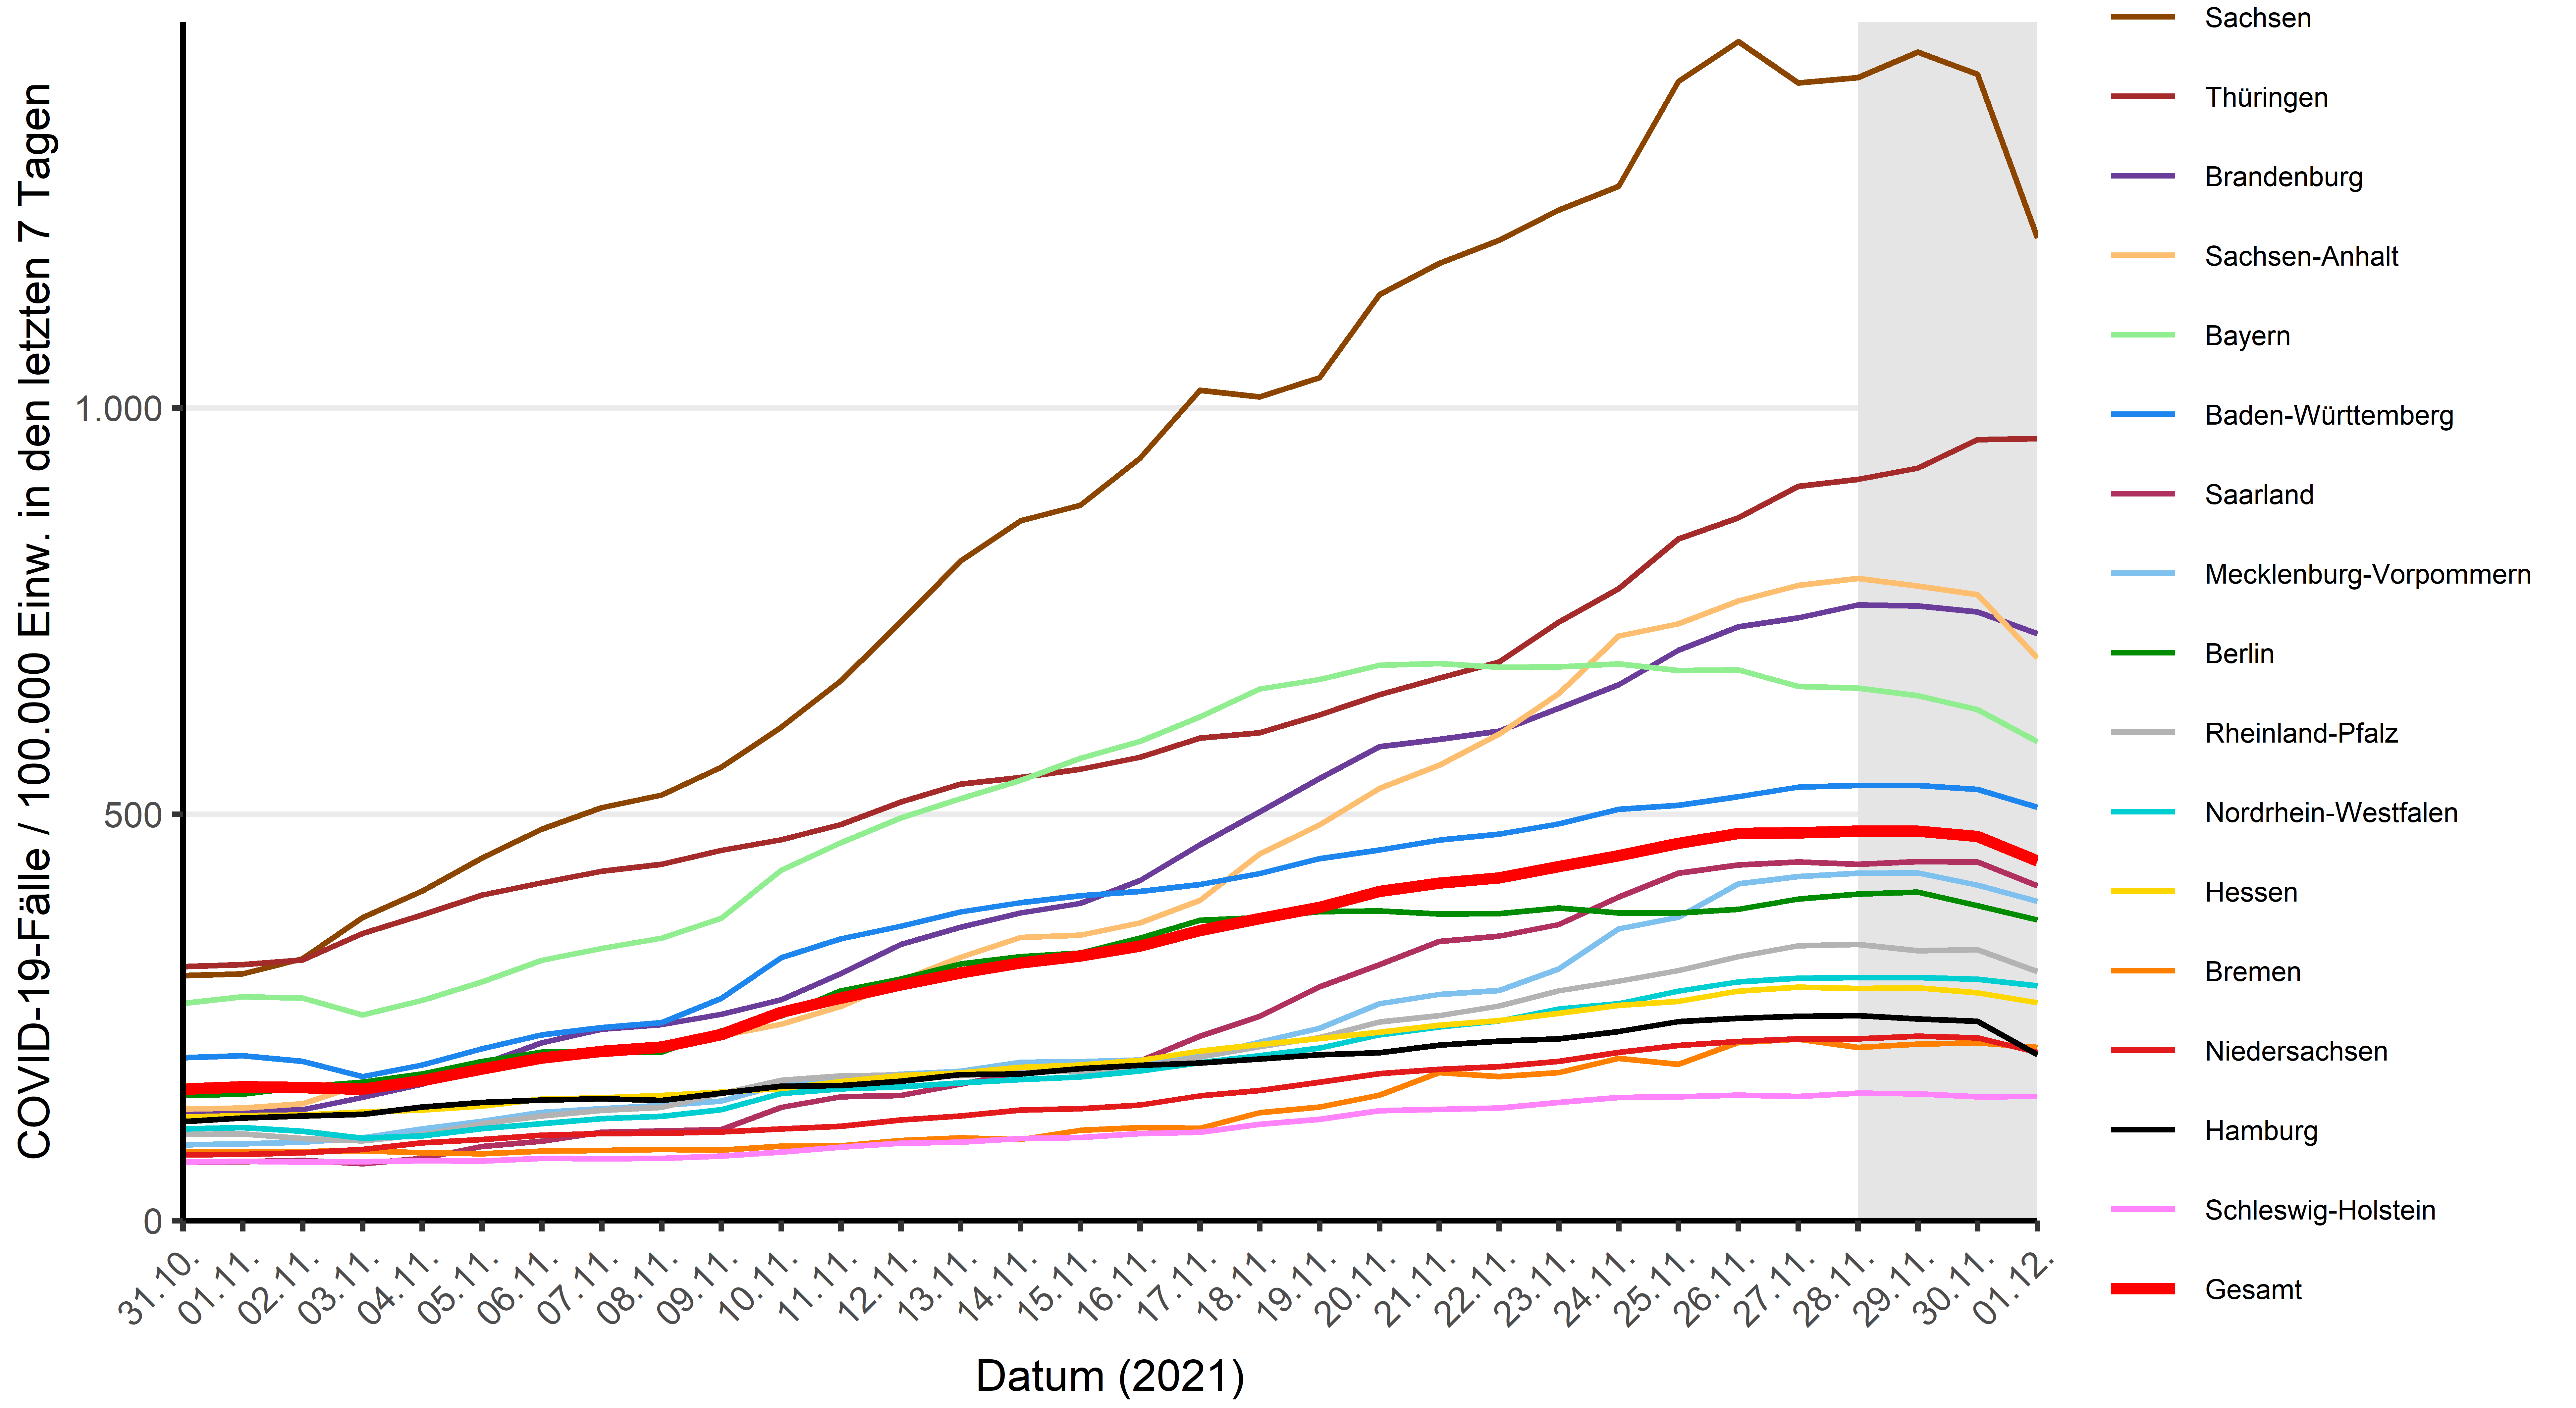 COVID-19-Fälle / 100.000 Einw. in den letzten 7 Tagen
1.000
500
0
31.10.
01.11.
02.11.
03.11.
04.11.
05.11.
06.11.
07.11.
08.11.
09.11.
10.11.
11.11.
12.11.
13.11.
14.11.
15.11.
16.11.
17.11.
18.11.
19.11.
20.11.
21.11.
22.11.
23.11.
24.11.
25.11.
26.11.
27.11.
28.11.
29.11.
30.11.
01.12.
Datum (2021)
Sachsen
Thüringen
Brandenburg
Sachsen-Anhalt
Bayern
Baden-Württemberg
Saarland
Mecklenburg-Vorpommern
Berlin
Rheinland-Pfalz
Nordrhein-Westfalen
Hessen
Bremen
Niedersachsen
Hamburg
Schleswig-Holstein
Gesamt